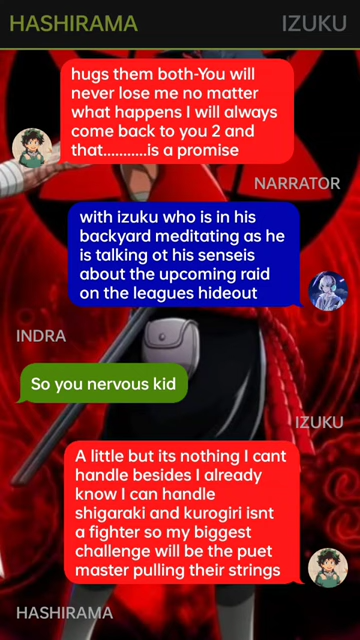 HASHIRAMA
IZUKU
hugs them both-You will
never lose me no matter
what happens I will always
come back to you 2 and
that...........is a promise
NARRATOR
with izuku who is in his
backyard meditating as he
is talking ot his senseis
about the upcoming raid
on the leagues hideout
INDRA
So you nervous kid
IZUKU
A little but its nothing I cant
handle besides I already
know I can handle
shigaraki and kurogiri isnt
a fighter so my biggest
challenge will be the puet
master pulling their strings
HASHIRAMA